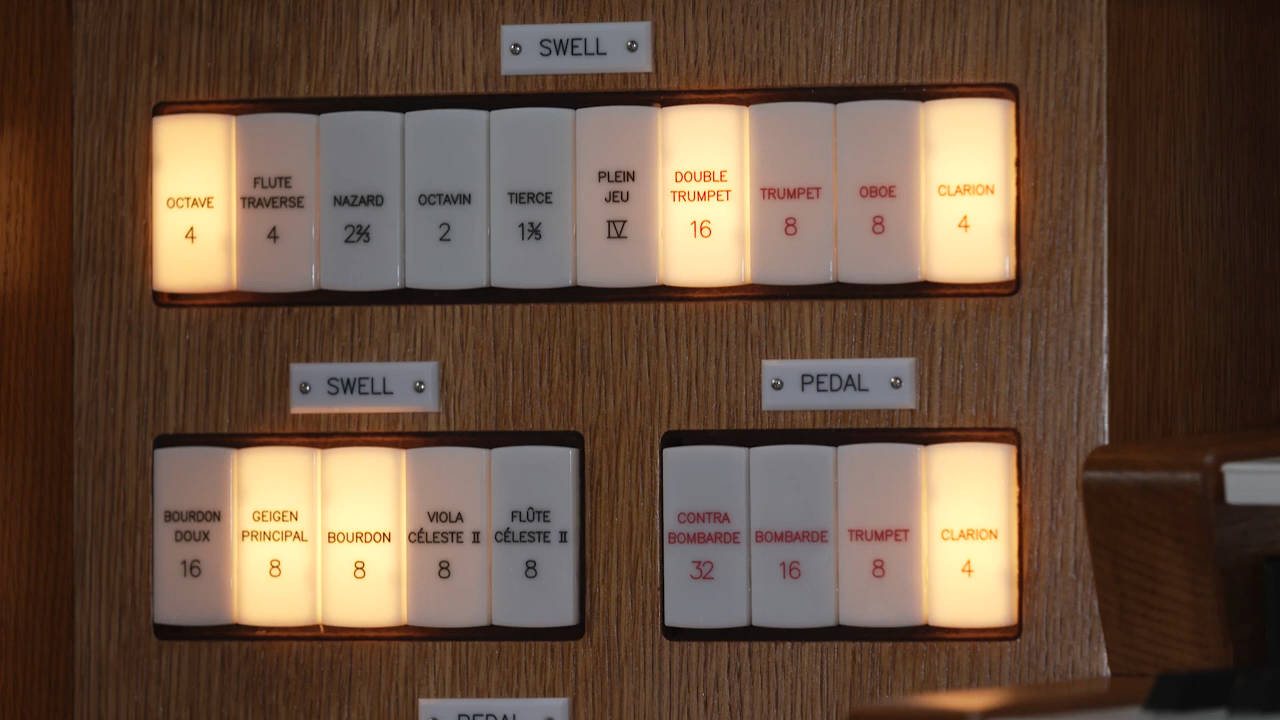 SWELL
OCTAVE
4
FLUTE
TRAVERSE
4
NAZARD
2⅔
OCTAVIN
2
TIERCE
1⅗
PLEIN
JEU
IV
DOUBLE
TRUMPET
16
TRUMPET
8
OBOE
8
CLARION
4
SWELL
BOURDON
DOUX
16
GEIGEN
PRINCIPAL
8
BOURDON
8
VIOLA
CÉLESTE II
8
FLÛTE
CÉLESTE II
8
PEDAL
CONTRA
BOMBARDE
32
BOMBARDE
16
TRUMPET
8
CLARION
4
PEDAL